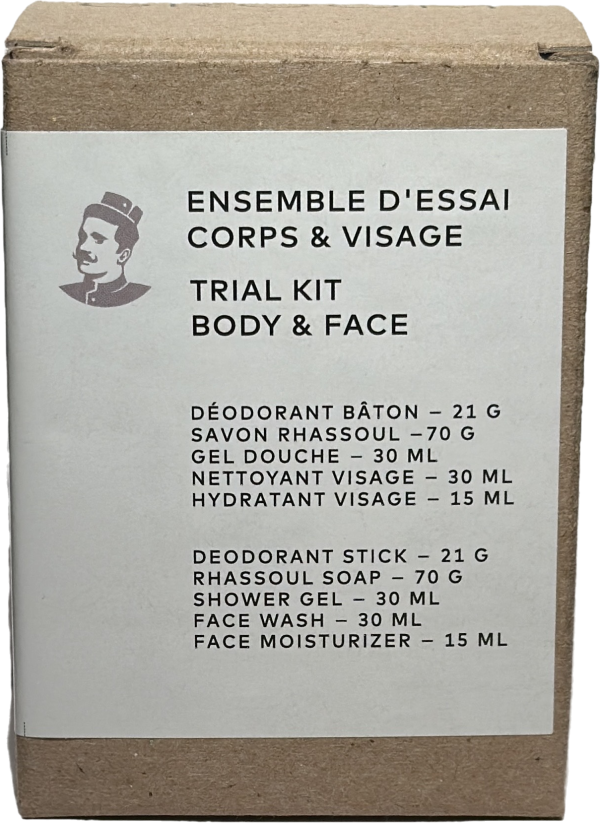 ENSEMBLE D'ESSAI
CORPS & VISAGE
TRIAL KIT
BODY & FACE
DÉODORANT BÂTON – 21 G
SAVON RHASSOUL –70 G
GEL DOUCHE – 30 ML
NETTOYANT VISAGE – 30 ML
HYDRATANT VISAGE – 15 ML
DEODORANT STICK – 21 G
RHASSOUL SOAP – 70 G
SHOWER GEL – 30 ML
FACE WASH – 30 ML
FACE MOISTURIZER – 15 ML